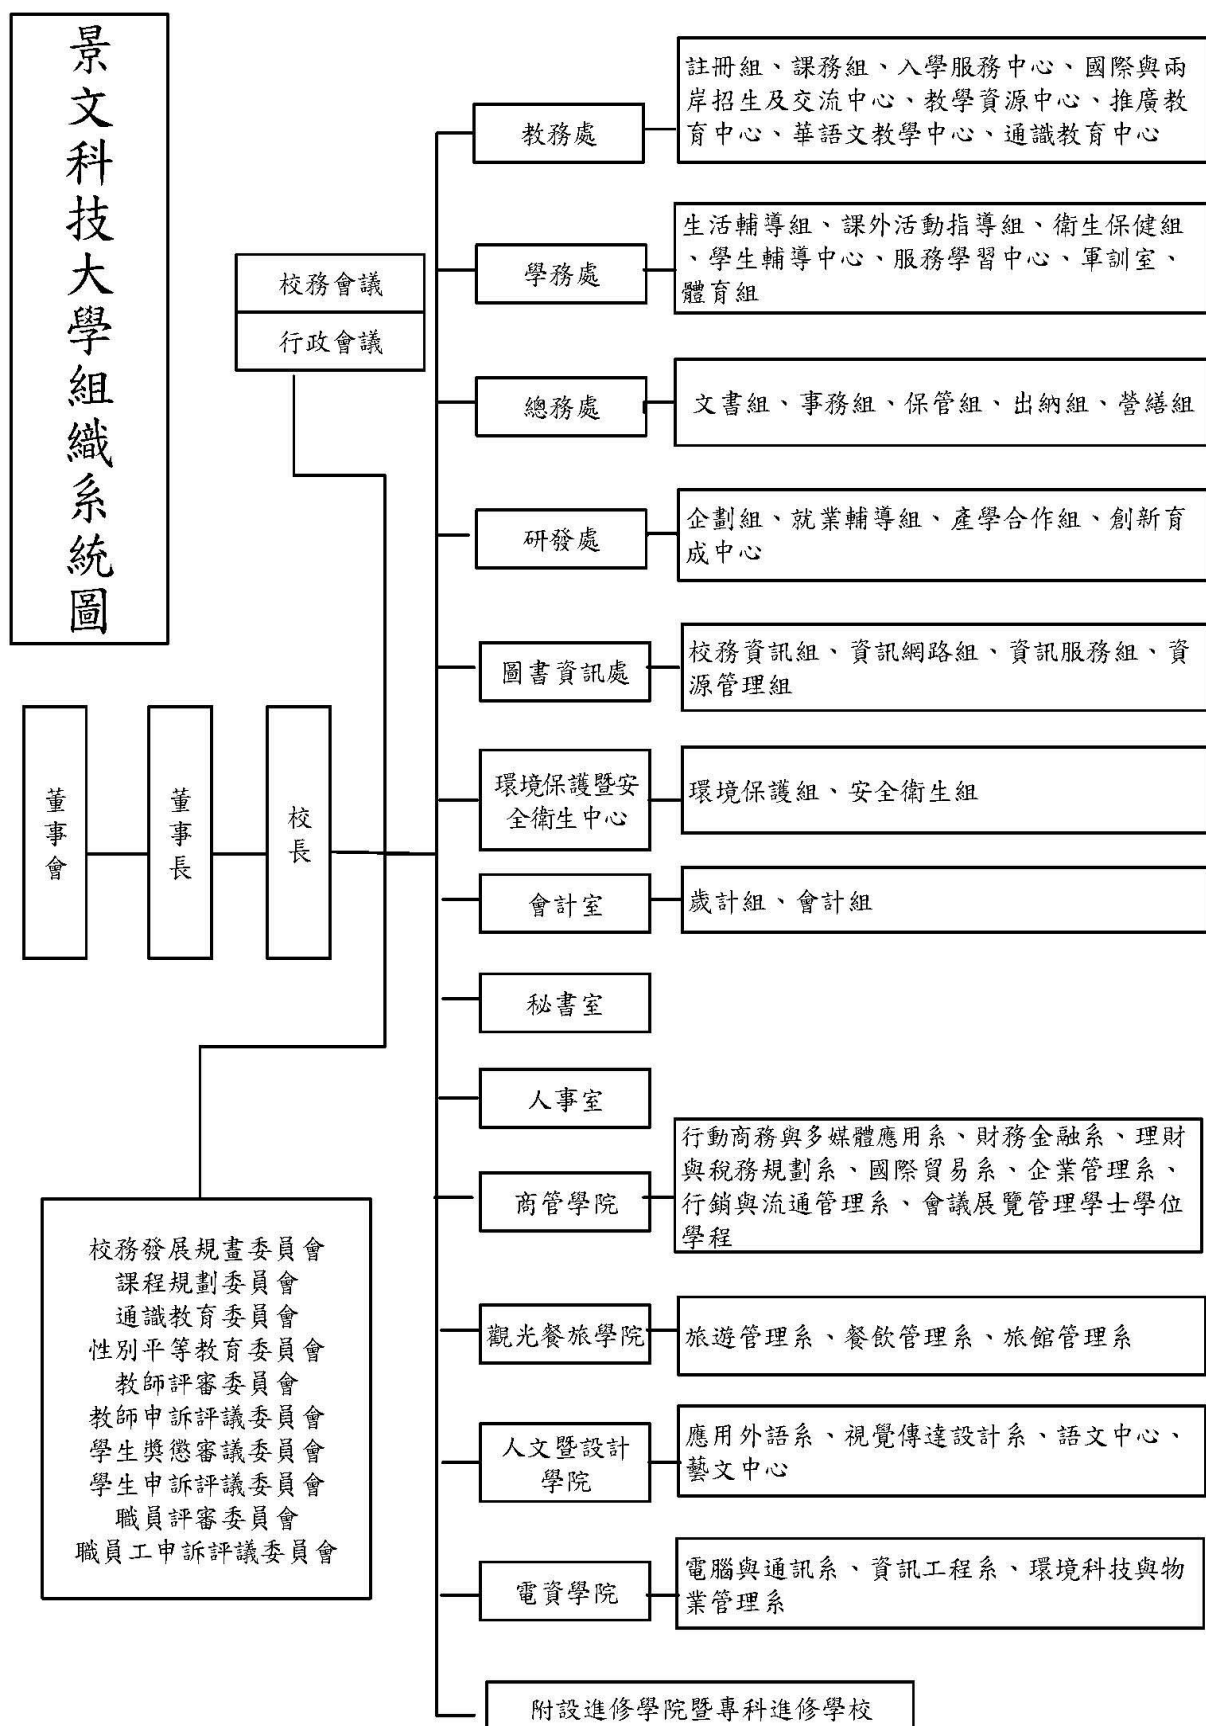 景文科技大學組織系統圖
校務會議
行政會議
董事會
董事長
校長
校務發展規畫委員會
課程規劃委員會
通識教育委員會
性別平等教育委員會
教師評審委員會
教師申訴評議委員會
學生獎懲審議委員會
學生申訴評議委員會
職員評審委員會
職員工申訴評議委員會
教務處
註冊組、課務組、入學服務中心、國際與兩
岸招生及交流中心、教學資源中心、推廣教
育中心、華語文教學中心、通識教育中心
學務處
生活輔導組、課外活動指導組、衛生保健組
、學生輔導中心、服務學習中心、軍訓室、
體育組
總務處
文書組、事務組、保管組、出納組、營繕組
研發處
企劃組、就業輔導組、產學合作組、創新育
成中心
圖書資訊處
校務資訊組、資訊網路組、資訊服務組、資
源管理組
環境保護暨安
全衛生中心
環境保護組、安全衛生組
會計室
歲計組、會計組
秘書室
人事室
商管學院
行動商務與多媒體應用系、財務金融系、理財
與稅務規劃系、國際貿易系、企業管理系、
行銷與流通管理系、會議展覽管理學士學位
學程
觀光餐旅學院
旅遊管理系、餐飲管理系、旅館管理系
人文暨設計
學院
應用外語系、視覺傳達設計系、語文中心、
藝文中心
電資學院
電腦與通訊系、資訊工程系、環境科技與物
業管理系
附設進修學院暨專科進修學校